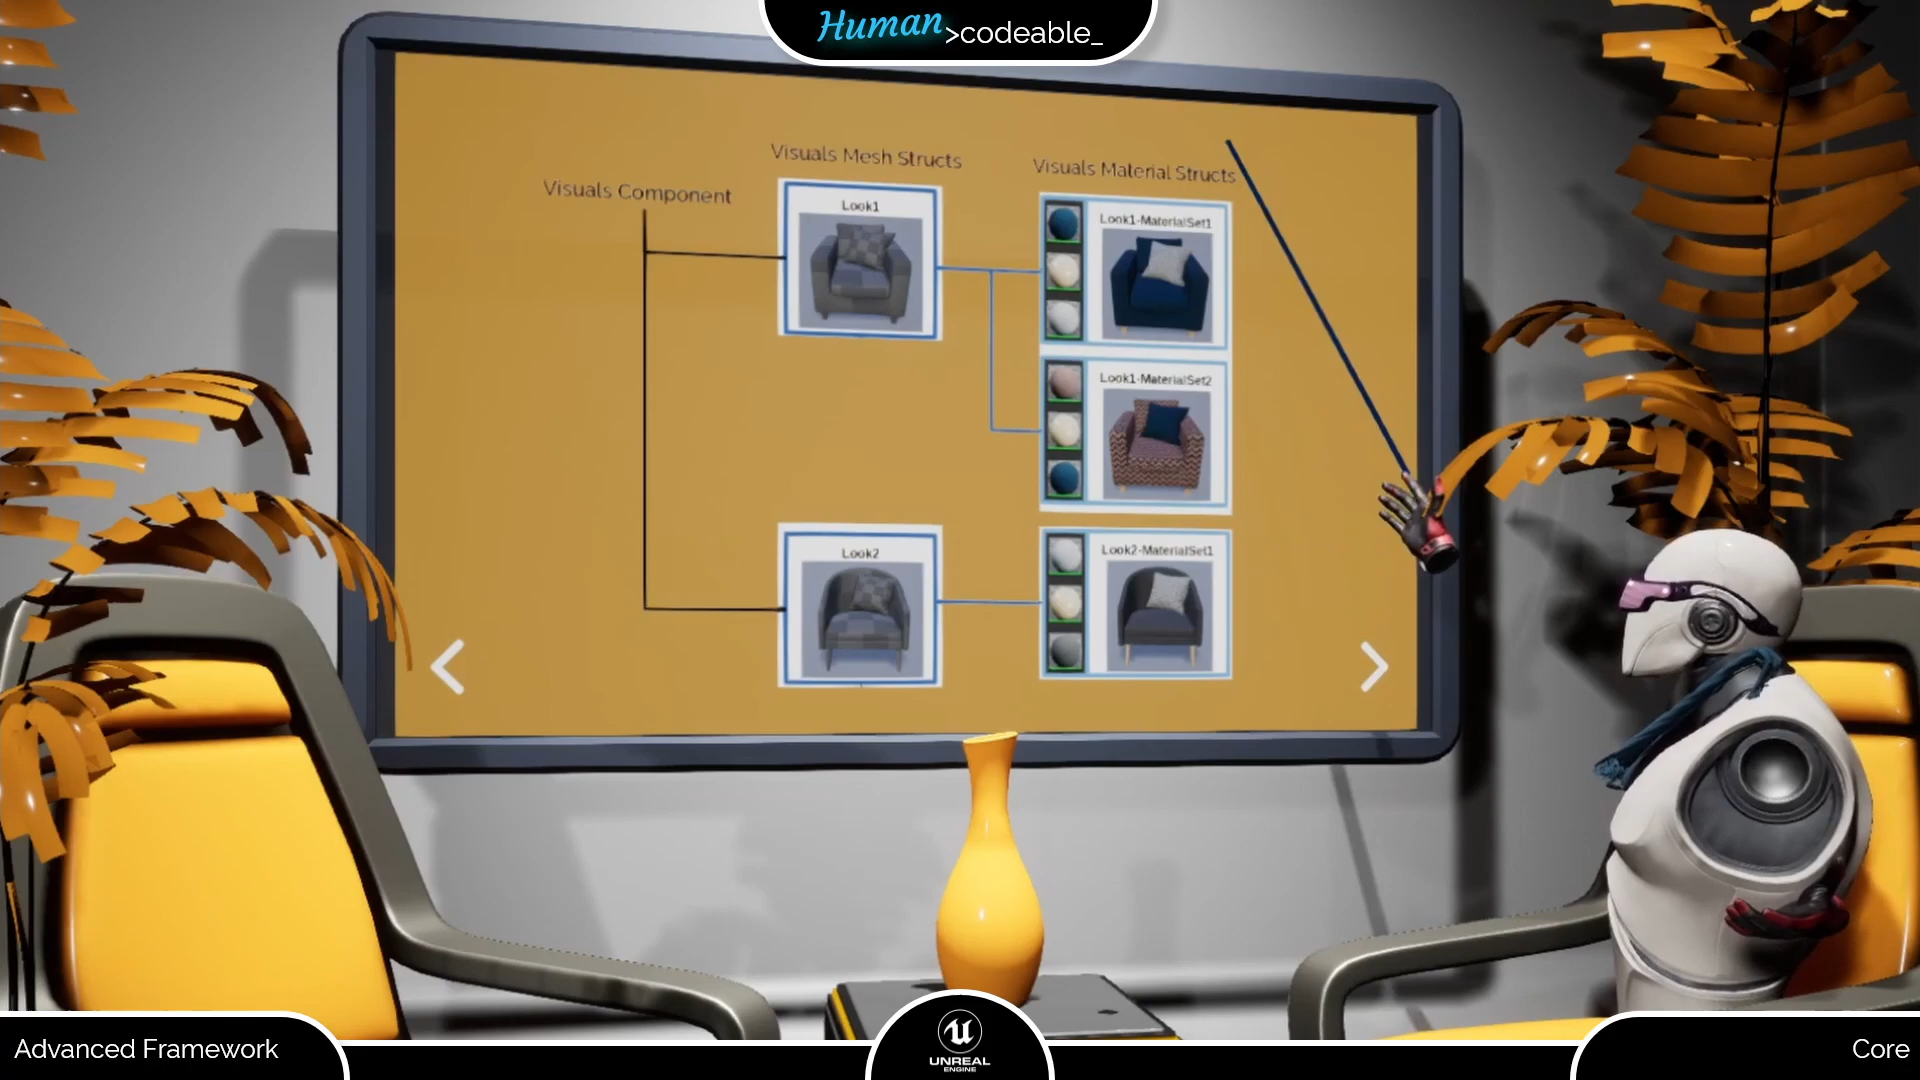 Human >codeable_
Visuals Component
Visuals Mesh Structs
Visuals Material Structs
Look1
Look1-MaterialSet1
Look1-MaterialSet2
Look2
Look2-MaterialSet1
Advanced Framework
UNREAL
ENGINE
Core